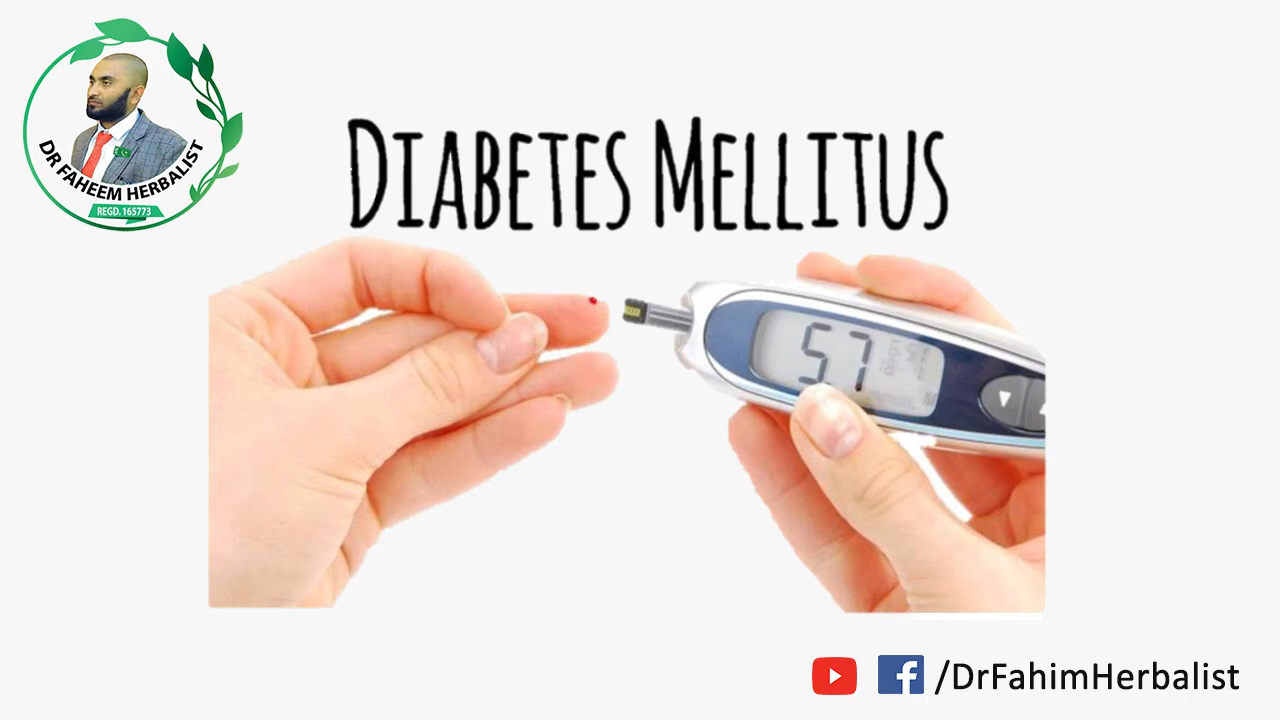 DR FAHEEM HERBALIST
REGD. 165773
DIABETES MELLITUS
57
/DrFahimHerbalist